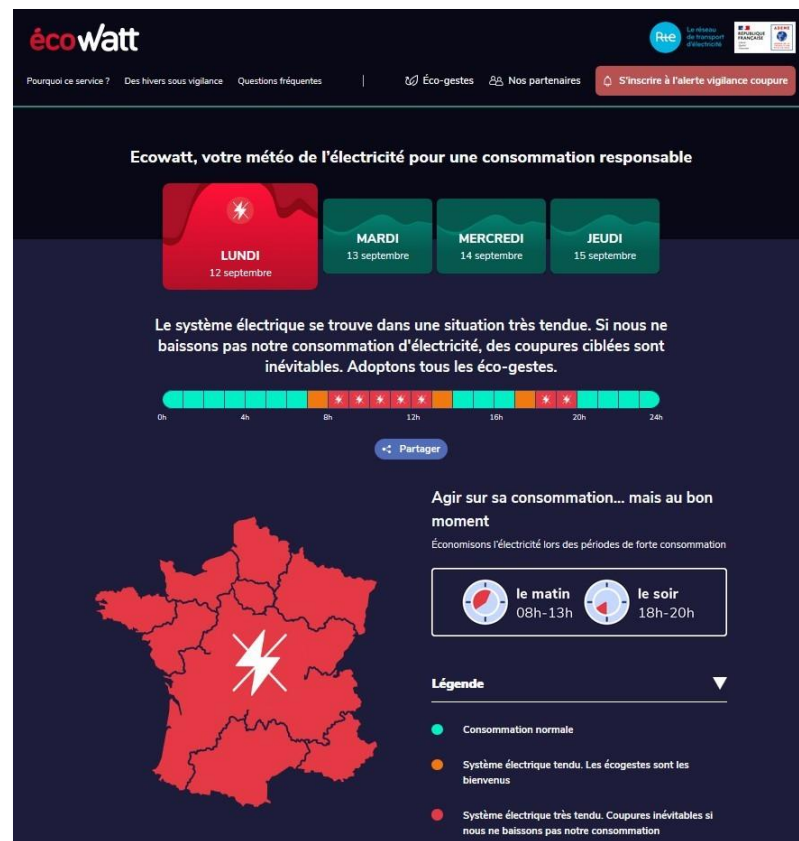 écowatt
Rte
Le réseau
de transport
d'électricité
RÉPUBLIQUE
FRANÇAISE
ADEME
Pourquoi ce service ?
Des hivers sous vigilance
Questions fréquentes
Éco-gestes
Nos partenaires
S'inscrire à l'alerte vigilance coupure
Ecowatt, votre météo de l'électricité pour une consommation responsable
LUNDI
12 septembre
MARDI
13 septembre
MERCREDI
14 septembre
JEUDI
15 septembre
Le système électrique se trouve dans une situation très tendue. Si nous ne
baissons pas notre consommation d'électricité, des coupures ciblées sont
inévitables. Adoptons tous les éco-gestes.
0h 4h 8h 12h 16h 20h 24h
Partager
Agir sur sa consommation... mais au bon
moment
Économisons l'électricité lors des périodes de forte consommation
le matin
08h-13h
le soir
18h-20h
Légende
Consommation normale
Système électrique tendu. Les écogestes sont les
bienvenus
Système électrique très tendu. Coupures inévitables si
nous ne baissons pas notre consommation